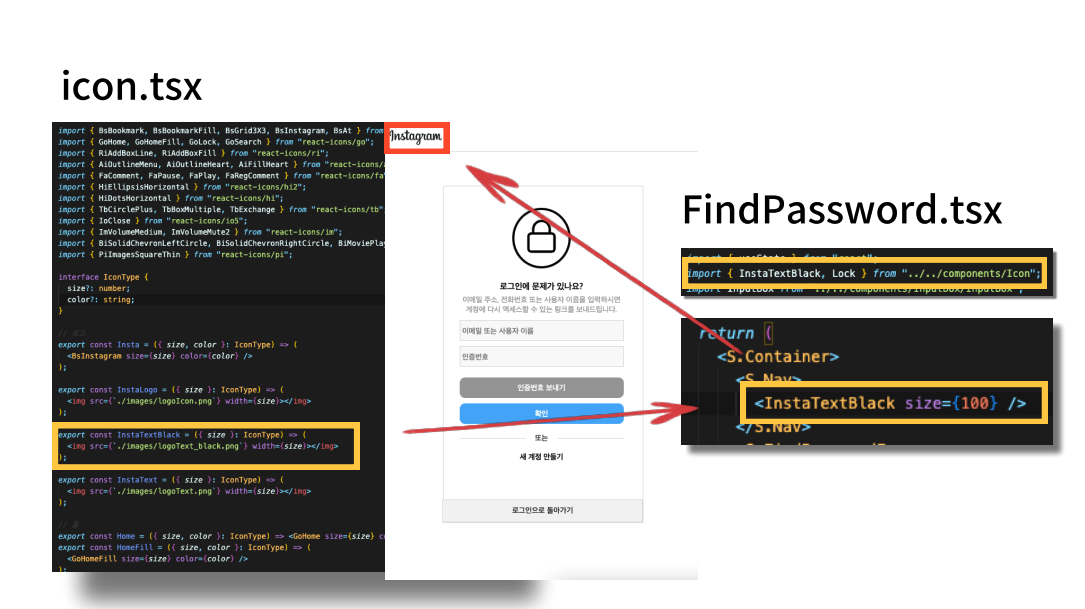 icon.tsx
import { BsBookmark, BsBookmarkFill, BsGrid3X3, BsInstagram, BsAt } from
import { GoHome, GoHomeFill, GoLock, GoSearch } from "react-icons/go";
import { RiAddBoxLine, RiAddBoxFill } from "react-icons/ri";
import { AiOutlineMenu, AiOutlineHeart, AiFillHeart } from "react-icons/
import { FaComment, FaPause, FaPlay, FaRegComment } from "react-icons/fa"
import { HiEllipsisHorizontal } from "react-icons/hi2";
import { HiDotsHorizontal } from "react-icons/hi";
import { TbCirclePlus, TbBoxMultiple, TbExchange } from "react-icons/tb"
import { IoClose } from "react-icons/io5";
import { ImVolumeMedium, ImVolumeMute2 } from "react-icons/im";
import { BiSolidChevronLeftCircle, BiSolidChevronRightCircle, BiMoviePlay
import { PiImagesSquareThin } from "react-icons/pi";
interface IconType {
size?: number;
color?: string;
}
// 로고
export const Insta = ({ size, color }: IconType) => (
<BsInstagram size={size} color={color} />
);
export const InstaLogo = ({ size }: IconType) => (
<img src={`./images/logoIcon.png`} width={size}></img>
);
export const InstaTextBlack = ({ size }: IconType) => (
<img src={`./images/logoText_black.png`} width={size}></img>
);
export const InstaText = ({ size }: IconType) => (
<img src={`./images/logoText.png`} width={size}></img>
);
// 홈
export const Home = ({ size, color }: IconType) => <GoHome size={size} c
export const HomeFill = ({ size, color }: IconType) => (
<GoHomeFill size={size} color={color} />
);
Instagram
로그인에 문제가 있나요?
이메일 주소, 전화번호 또는 사용자 이름을 입력하시면
계정에 다시 액세스할 수 있는 링크를 보내드립니다.
이메일 또는 사용자 이름
인증번호
인증번호 보내기
확인
또는
새 계정 만들기
로그인으로 돌아가기
FindPassword.tsx
import { useState } from "react";
import { InstaTextBlack, Lock } from "../../components/Icon";
import InputBox from "../../components/InputBox/InputBox";
return (
<S.Container>
<S.Nav>
<InstaTextBlack size={100} />
</S.Nav>